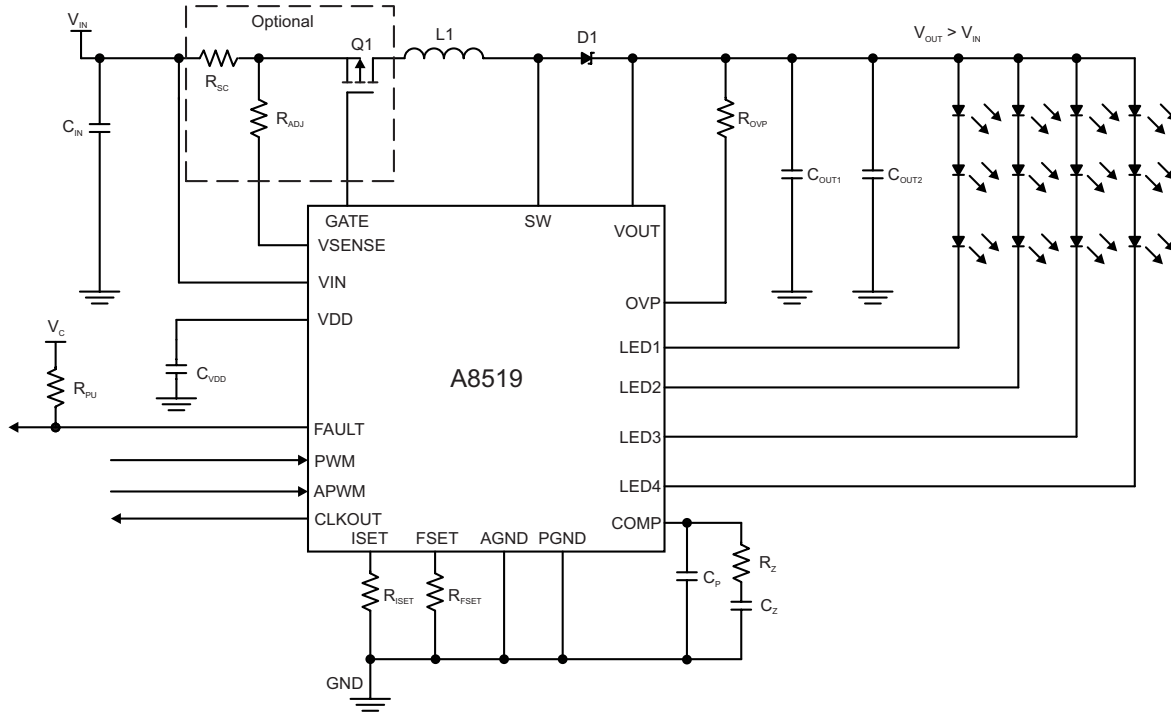 V_IN
Optional
Q1
L1
D1
V_OUT > V_IN
R_SC
C_IN
R_ADJ
R_OVP
C_OUT1
C_OUT2
GATE
SW
VOUT
VSENSE
VIN
OVP
VDD
V_C
LED1
C_VDD
A8519
R_PU
LED2
FAULT
LED3
PWM
APWM
LED4
CLKOUT
COMP
ISET
FSET
AGND
PGND
R_Z
C_P
R_ISET
R_FSET
C_Z
GND